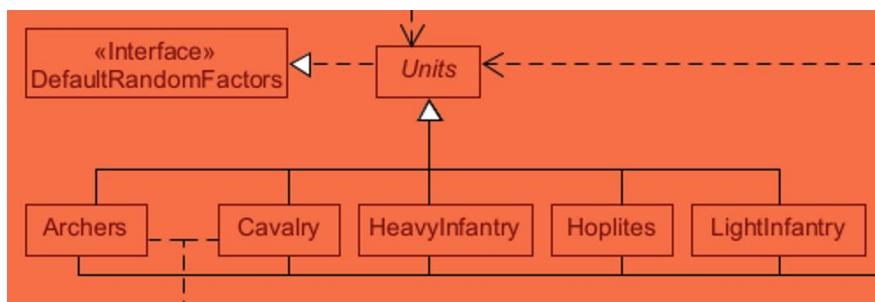 «Interface»
DefaultRandomFactors
Units
Archers
Cavalry
HeavyInfantry
Hoplites
LightInfantry